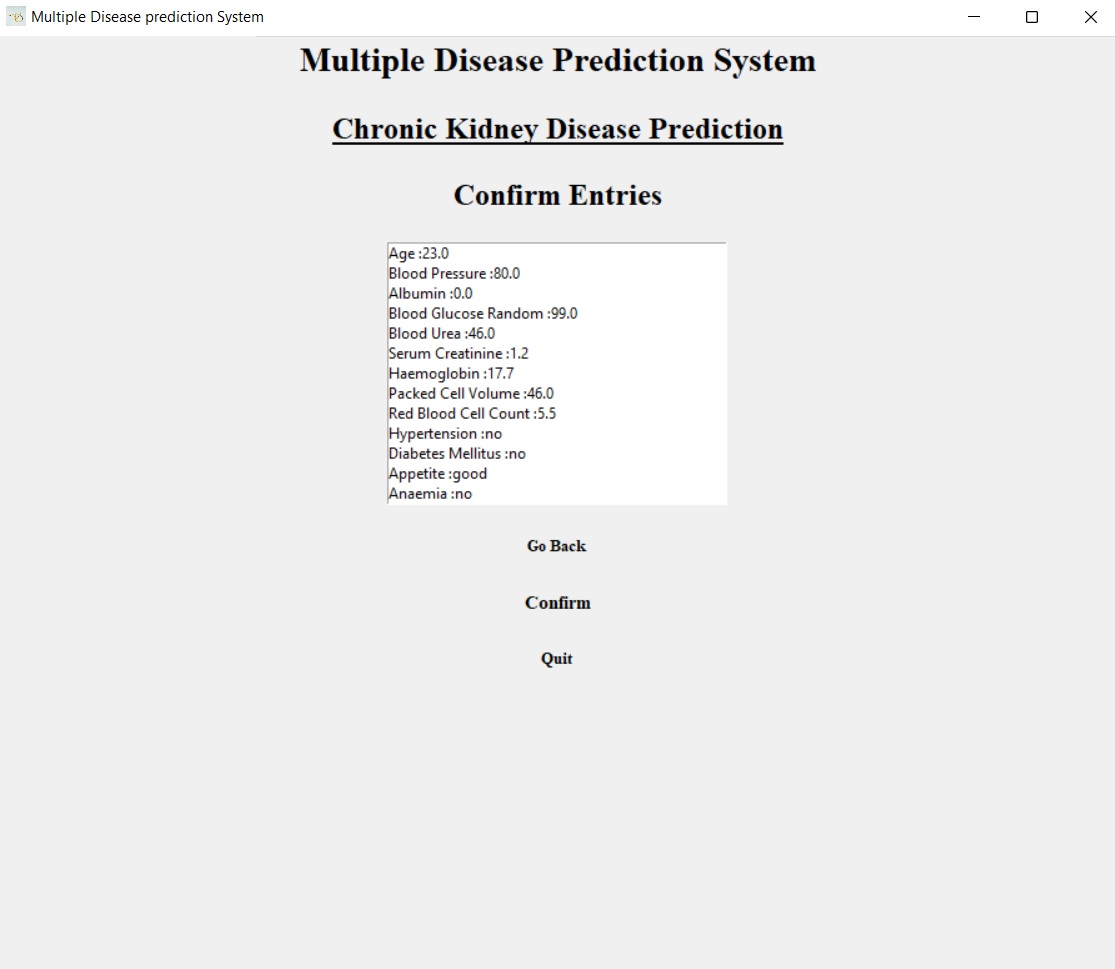 Multiple Disease prediction System
Multiple Disease Prediction System
Chronic Kidney Disease Prediction
Confirm Entries
Age :23.0
Blood Pressure :80.0
Albumin :0.0
Blood Glucose Random :99.0
Blood Urea :46.0
Serum Creatinine :1.2
Haemoglobin :17.7
Packed Cell Volume :46.0
Red Blood Cell Count :5.5
Hypertension :no
Diabetes Mellitus :no
Appetite :good
Anaemia :no
Go Back
Confirm
Quit